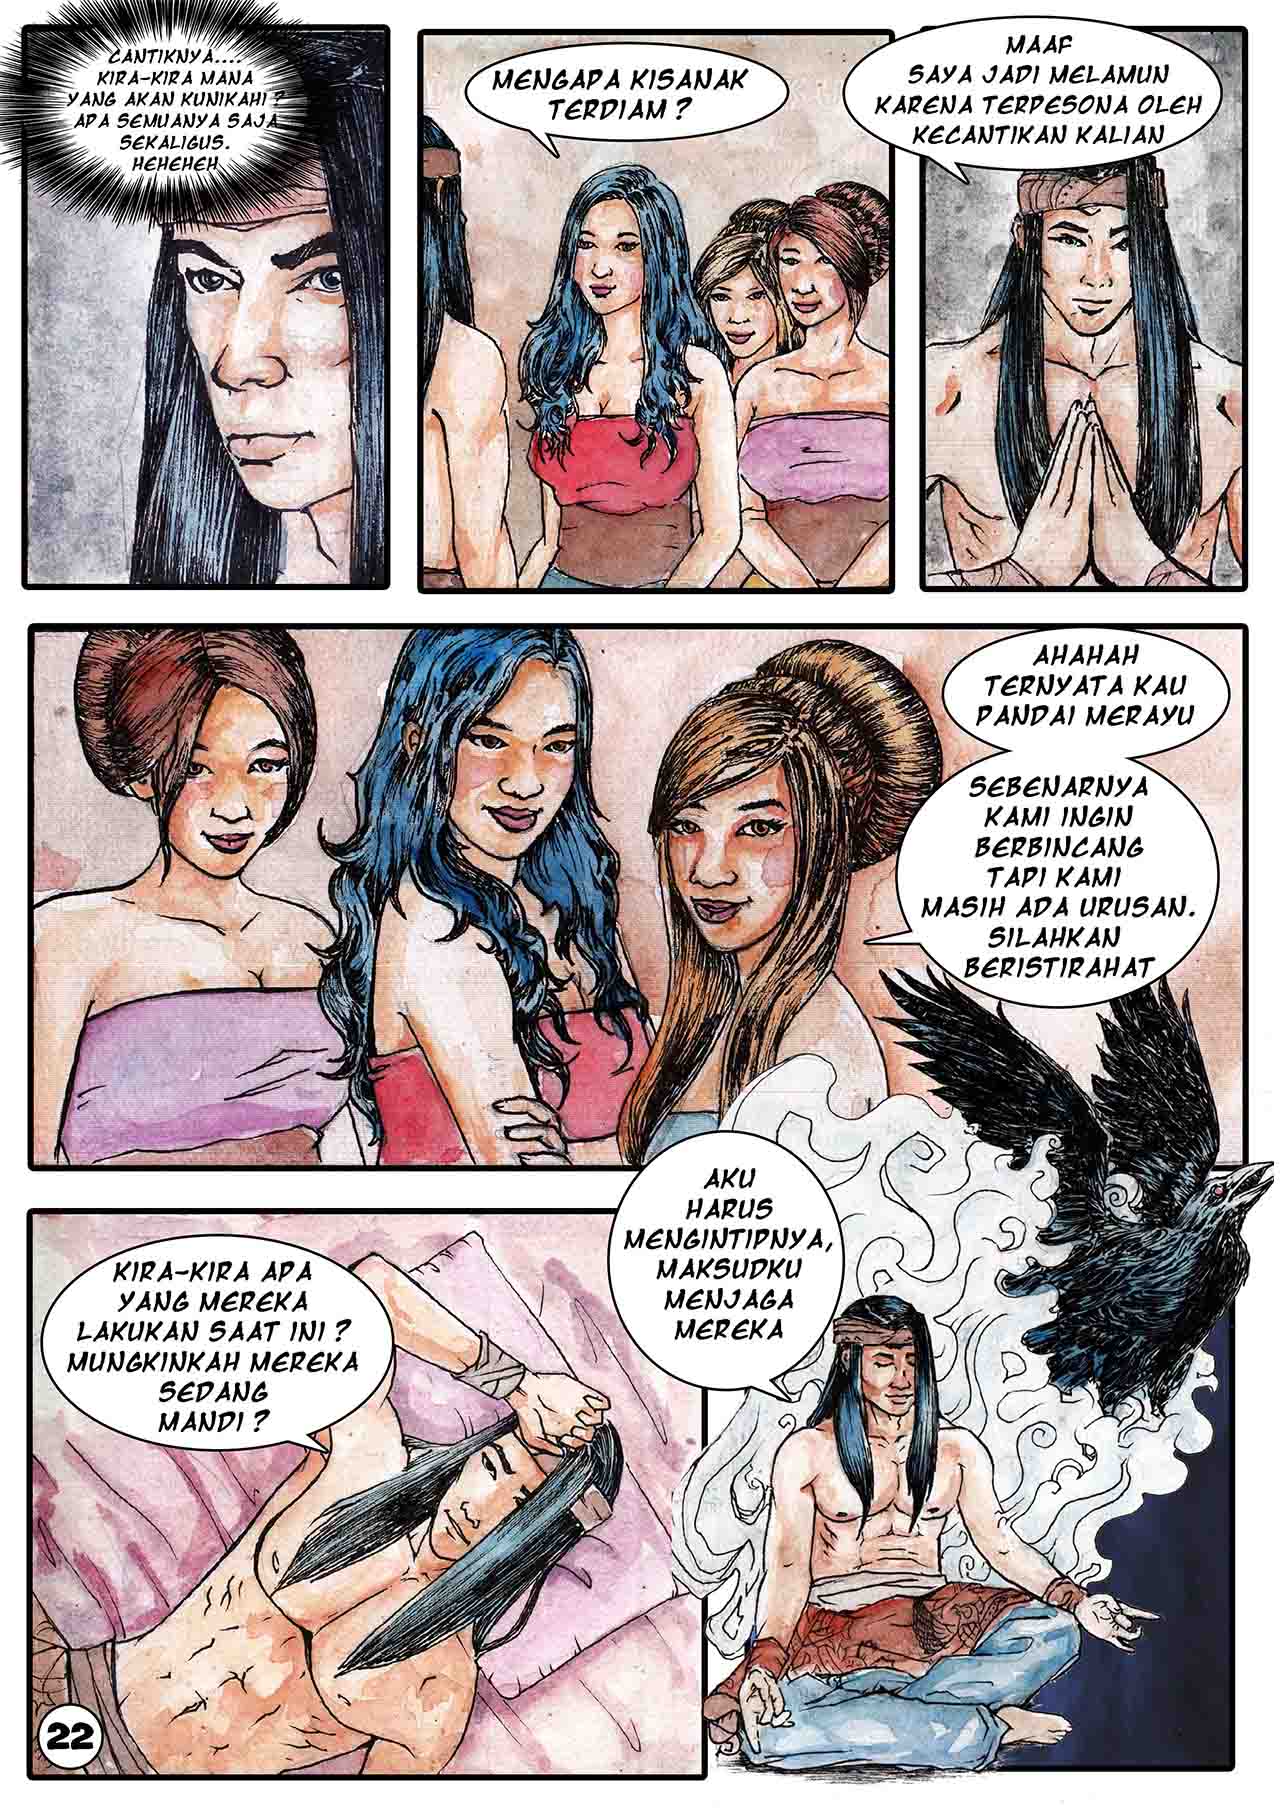 CANTIKNYA....
KIRA-KIRA MANA
YANG AKAN KUNIKAHI ?
APA SEMUANYA SAJA
SEKALIGUS.
HEHEHEH
MENGAPA KISANAK
TERDIAM ?
MAAF
SAYA JADI MELAMUN
KARENA TERPESONA OLEH
KECANTIKAN KALIAN
AHAHAH
TERNYATA KAU
PANDAI MERAYU
SEBENARNYA
KAMI INGIN
BERBINCANG
TAPI KAMI
MASIH ADA URUSAN.
SILAHKAN
BERISTIRAHAT
KIRA-KIRA APA
YANG MEREKA
LAKUKAN SAAT INI ?
MUNGKINKAH MEREKA
SEDANG
MANDI ?
AKU
HARUS
MENGINTIPNYA,
MAKSUDKU
MENJAGA
MEREKA
22